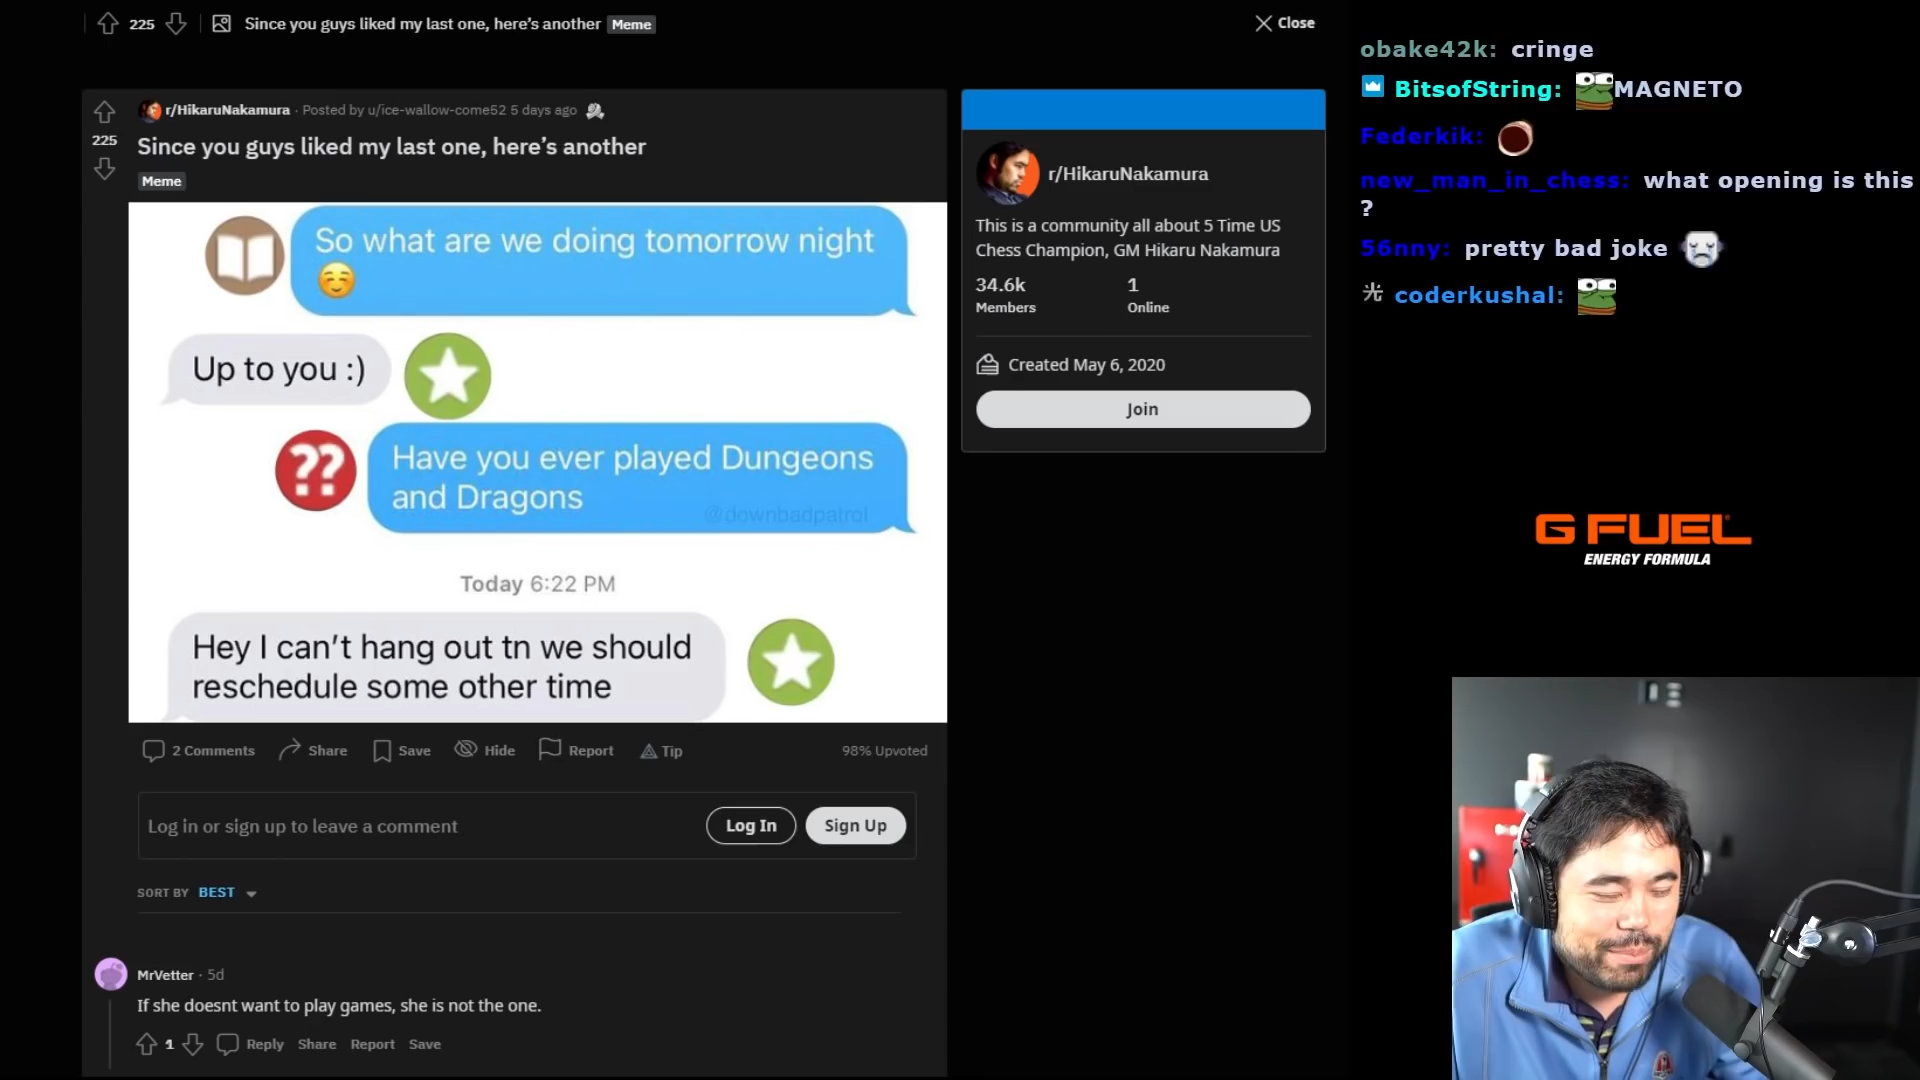 225
Since you guys liked my last one, here's another Meme
Close
r/HikaruNakamura · Posted by u/ice-wallow-come52 5 days ago
225
Since you guys liked my last one, here's another
Meme
So what are we doing tomorrow night
Up to you :)
??
Have you ever played Dungeons
and Dragons
@downbadpatrol
Today 6:22 PM
Hey I can't hang out tn we should
reschedule some other time
2 Comments Share Save Hide Report Tip 98% Upvoted
Log in or sign up to leave a comment Log In Sign Up
SORT BY BEST
MrVetter · 5d
If she doesnt want to play games, she is not the one.
1 Reply Share Report Save
r/HikaruNakamura
This is a community all about 5 Time US
Chess Champion, GM Hikaru Nakamura
34.6k 1
Members Online
Created May 6, 2020
Join
obake42k: cringe
BitsofString: MAGNETO
Federkik:
new_man_in_chess: what opening is this
?
56nny: pretty bad joke
光 coderkushal:
G FUEL
ENERGY FORMULA